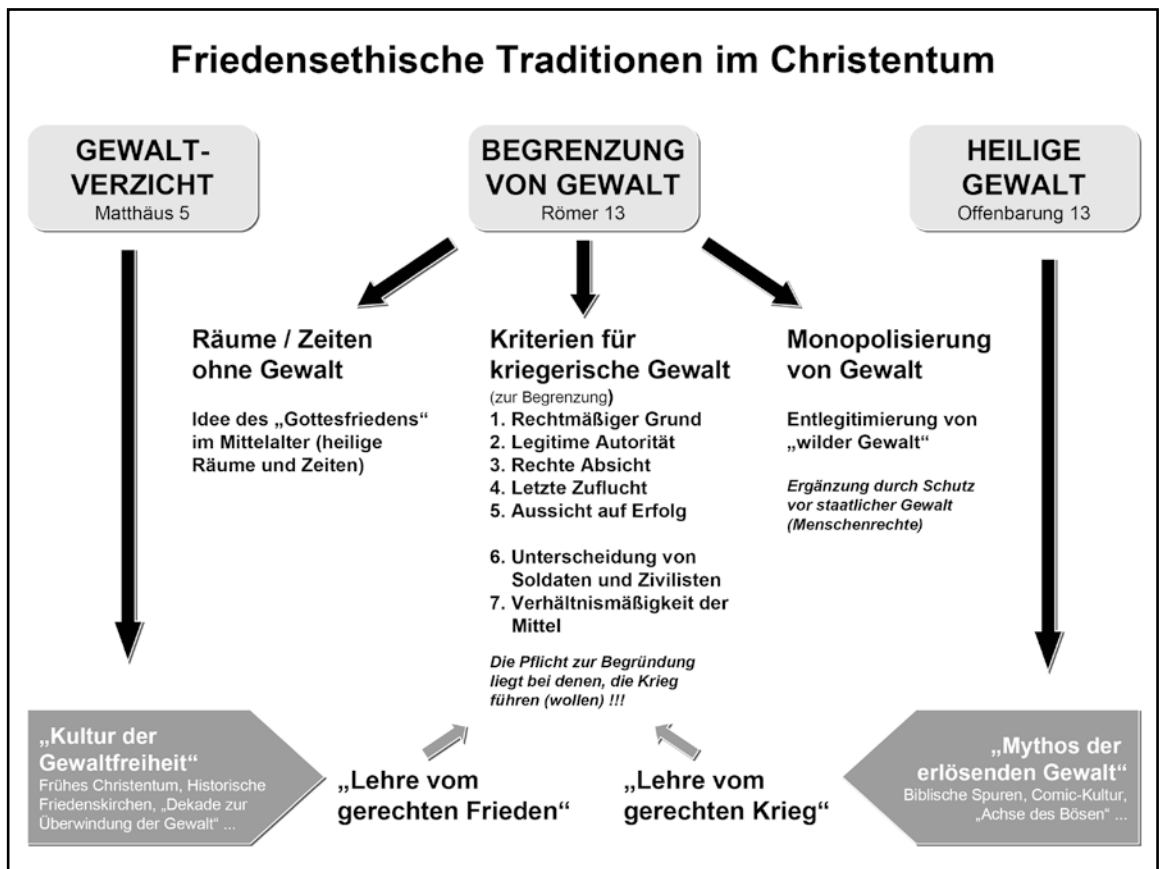 Friedensethische Traditionen im Christentum
GEWALT-
VERZICHT
Matthäus 5
BEGRENZUNG
VON GEWALT
Römer 13
HEILIGE
GEWALT
Offenbarung 13
Räume / Zeiten
ohne Gewalt
Idee des „Gottesfriedens“
im Mittelalter (heilige
Räume und Zeiten)
Kriterien für
kriegerische Gewalt
(zur Begrenzung)
1. Rechtmäßiger Grund
2. Legitime Autorität
3. Rechte Absicht
4. Letzte Zuflucht
5. Aussicht auf Erfolg
6. Unterscheidung von
Soldaten und Zivilisten
7. Verhältnismäßigkeit der
Mittel
Die Pflicht zur Begründung
liegt bei denen, die Krieg
führen (wollen) !!!
Monopolisierung
von Gewalt
Entlegitimierung von
„wilder Gewalt“
Ergänzung durch Schutz
vor staatlicher Gewalt
(Menschenrechte)
„Kultur der
Gewaltfreiheit“
Frühes Christentum, Historische
Friedenskirchen, „Dekade zur
Überwindung der Gewalt“ ...
„Lehre vom
gerechten Frieden“
„Lehre vom
gerechten Krieg“
„Mythos der
erlösenden Gewalt“
Biblische Spuren, Comic-Kultur,
„Achse des Bösen“ ...